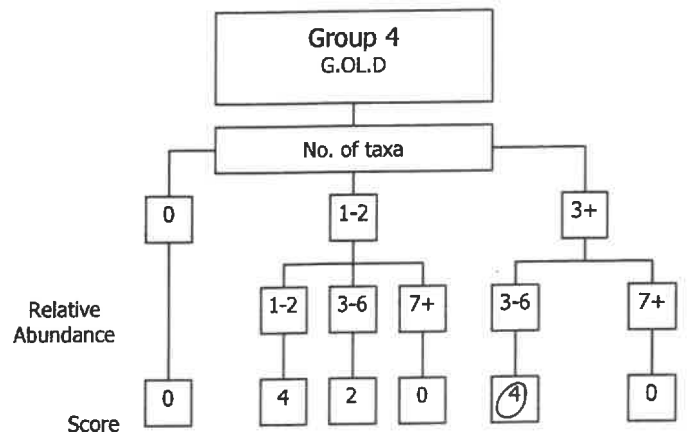 Group 4
G.OL.D
No. of taxa
0 1-2 3+
Relative
Abundance
1-2 3-6 7+ 3-6 7+
Score
0 4 2 0 4 0